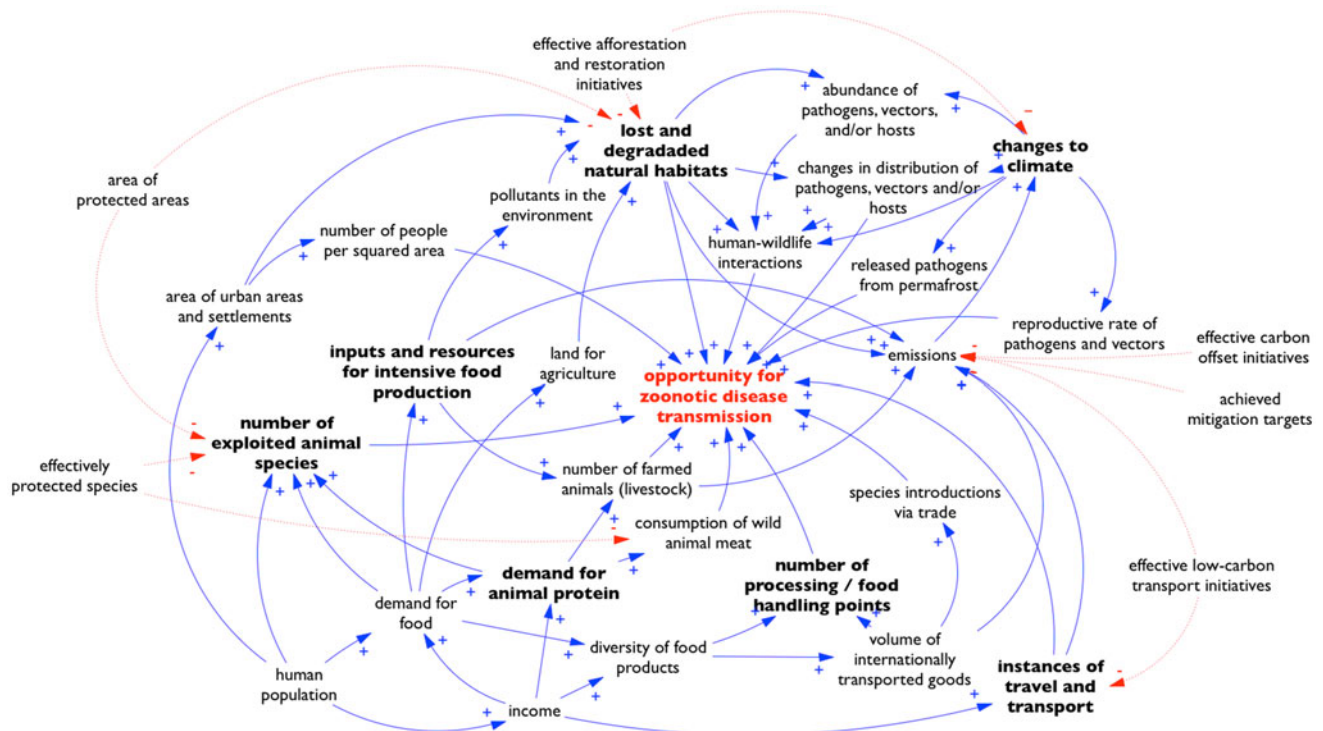 effective afforestation
and restoration
initiatives
abundance of
pathogens, vectors,
and/or hosts
lost and
degradaded
natural habitats
changes to
climate
area of
protected areas
pollutants in the
environment
changes in distribution of
pathogens, vectors and/or
hosts
number of people
per squared area
human-wildlife
interactions
released pathogens
from permafrost
area of urban areas
and settlements
reproductive rate of
pathogens and vectors
effective carbon
offset initiatives
inputs and resources
for intensive food
production
land for
agriculture
emissions
opportunity for
zoonotic disease
transmission
achieved
mitigation targets
number of
exploited animal
species
effectively
protected species
number of farmed
animals (livestock)
species introductions
via trade
consumption of wild
animal meat
demand for
animal protein
number of
processing / food
handling points
effective low-carbon
transport initiatives
demand for
food
diversity of food
products
volume of
internationally
transported goods
instances of
travel and
transport
human
population
income